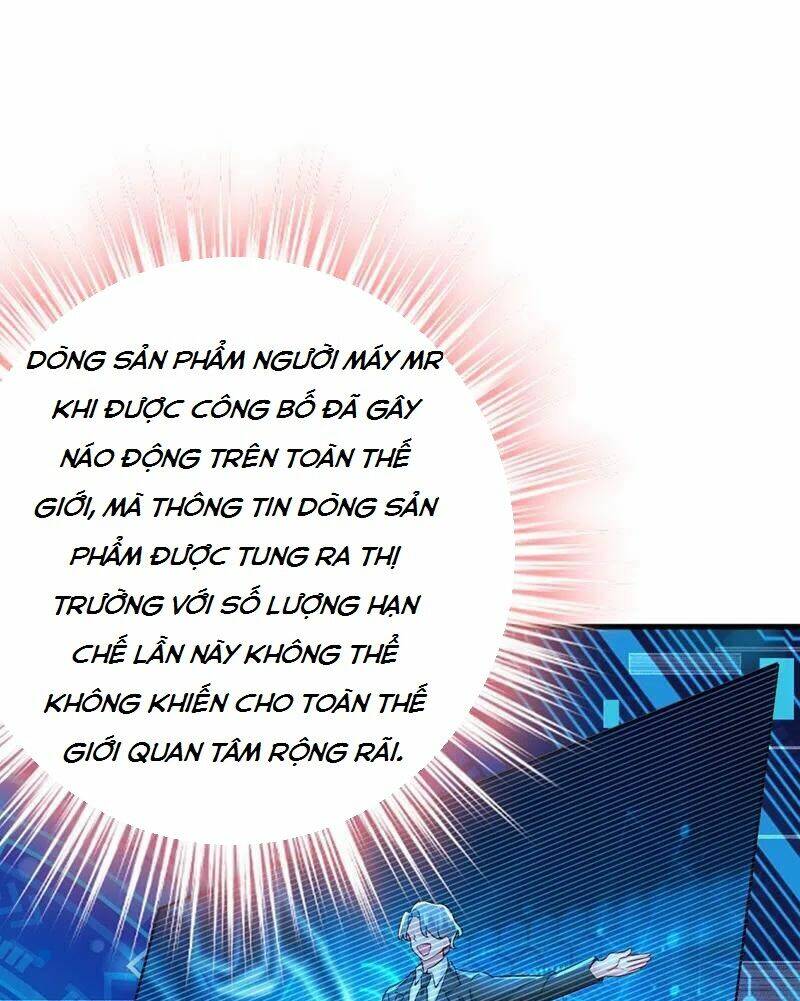 DÒNG SẢN PHẨM NGƯỜI MÁY MR
KHI ĐƯỢC CÔNG BỐ ĐÃ GÂY
NÁO ĐỘNG TRÊN TOÀN THẾ
GIỚI, MÀ THÔNG TIN DÒNG SẢN
PHẨM ĐƯỢC TUNG RA THỊ
TRƯỜNG VỚI SỐ LƯỢNG HẠN
CHẾ LẦN NÀY KHÔNG THỂ
KHÔNG KHIẾN CHO TOÀN THẾ
GIỚI QUAN TÂM RỘNG RÃI.